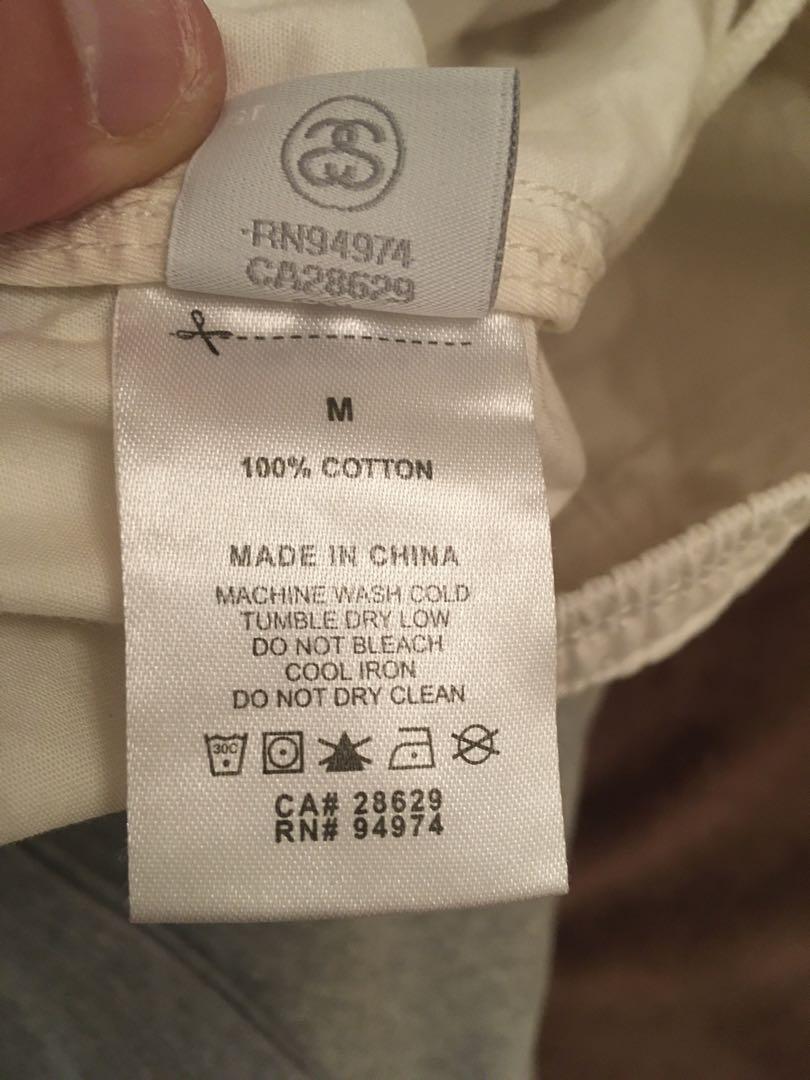 RN94974
CA28629
M
100% COTTON
MADE IN CHINA
MACHINE WASH COLD
TUMBLE DRY LOW
DO NOT BLEACH
COOL IRON
DO NOT DRY CLEAN
30C
CA# 28629
RN# 94974